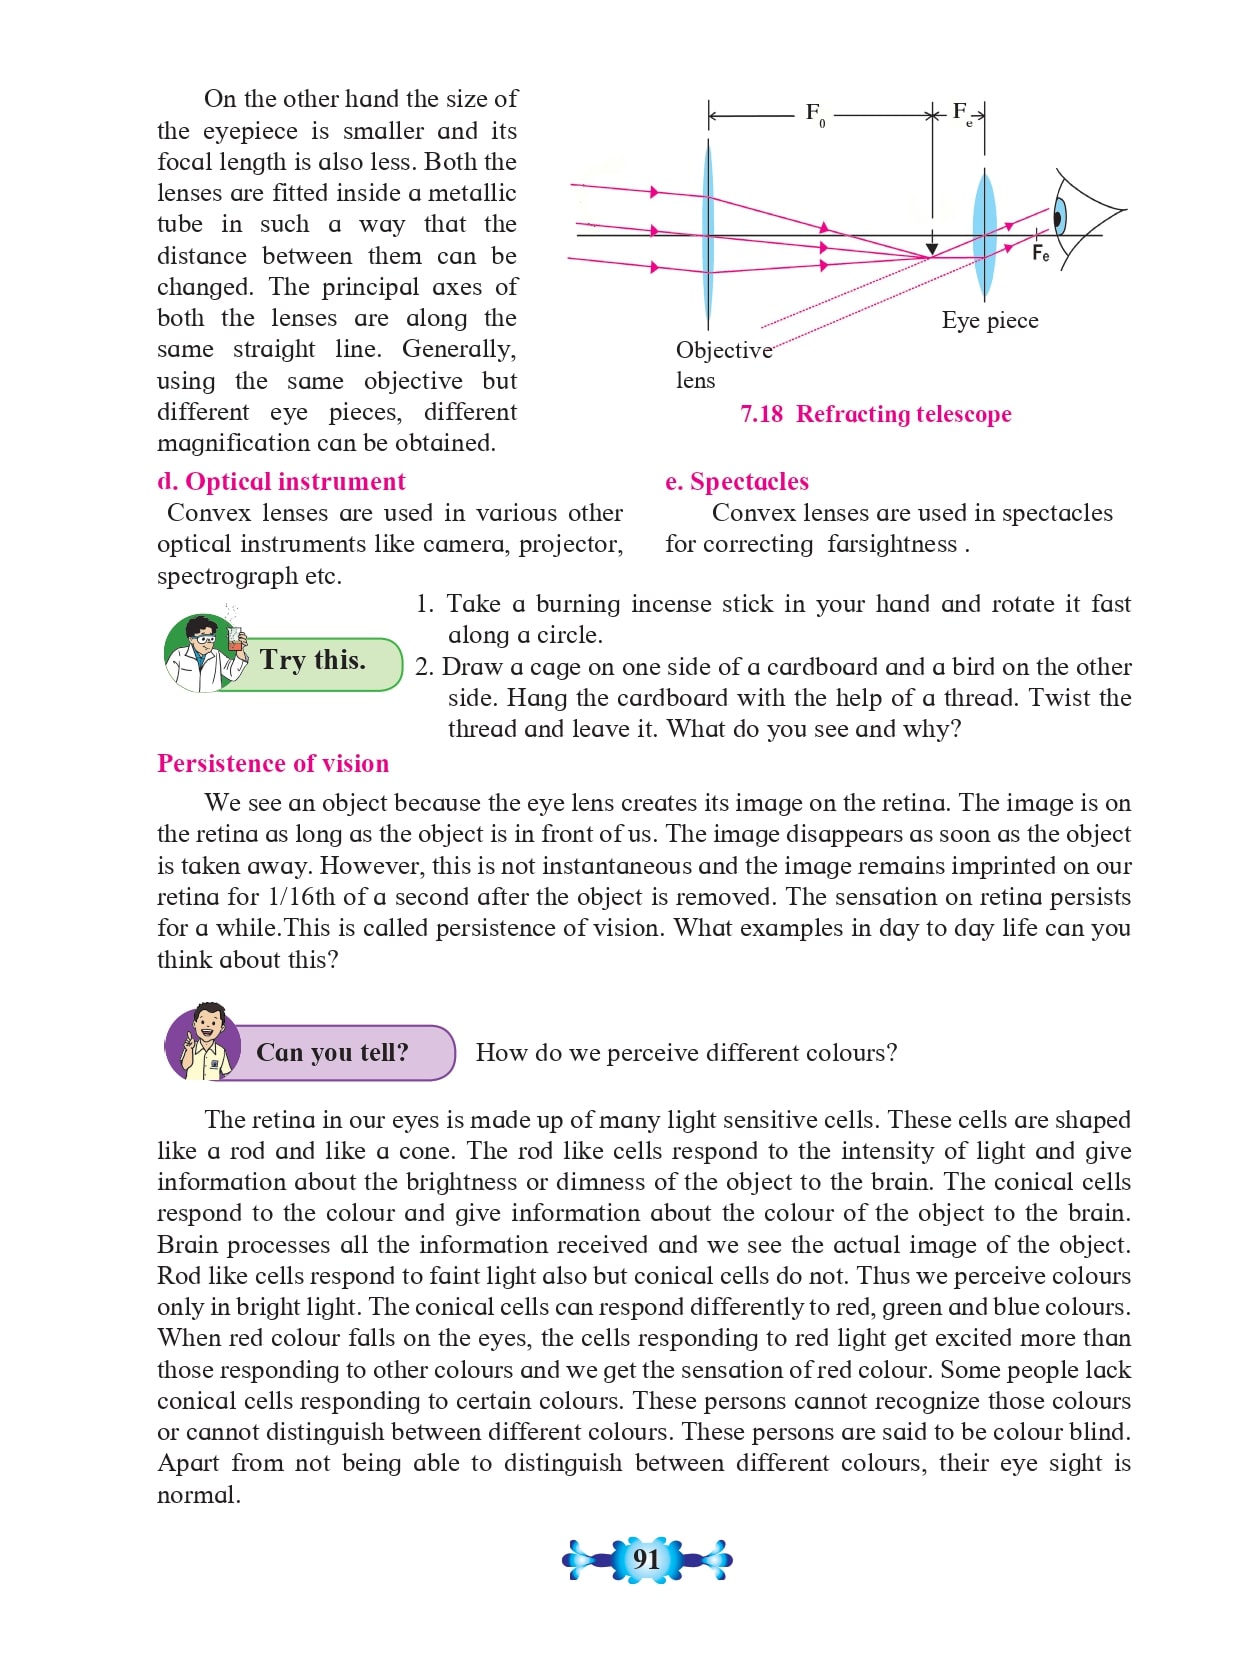 On the other hand the size of
the eyepiece is smaller and its
focal length is also less. Both the
lenses are fitted inside a metallic
tube in such a way that the
distance between them can be
changed. The principal axes of
both the lenses are along the
same straight line. Generally,
using the same objective but
different eye pieces, different
magnification can be obtained.
F0
Fe
Fe
Eye piece
Objective
lens
7.18 Refracting telescope
d. Optical instrument
Convex lenses are used in various other
optical instruments like camera, projector,
spectrograph etc.
e. Spectacles
Convex lenses are used in spectacles
for correcting farsightness .
Try this.
1. Take a burning incense stick in your hand and rotate it fast
along a circle.
2. Draw a cage on one side of a cardboard and a bird on the other
side. Hang the cardboard with the help of a thread. Twist the
thread and leave it. What do you see and why?
Persistence of vision
We see an object because the eye lens creates its image on the retina. The image is on
the retina as long as the object is in front of us. The image disappears as soon as the object
is taken away. However, this is not instantaneous and the image remains imprinted on our
retina for 1/16th of a second after the object is removed. The sensation on retina persists
for a while.This is called persistence of vision. What examples in day to day life can you
think about this?
Can you tell?
How do we perceive different colours?
The retina in our eyes is made up of many light sensitive cells. These cells are shaped
like a rod and like a cone. The rod like cells respond to the intensity of light and give
information about the brightness or dimness of the object to the brain. The conical cells
respond to the colour and give information about the colour of the object to the brain.
Brain processes all the information received and we see the actual image of the object.
Rod like cells respond to faint light also but conical cells do not. Thus we perceive colours
only in bright light. The conical cells can respond differently to red, green and blue colours.
When red colour falls on the eyes, the cells responding to red light get excited more than
those responding to other colours and we get the sensation of red colour. Some people lack
conical cells responding to certain colours. These persons cannot recognize those colours
or cannot distinguish between different colours. These persons are said to be colour blind.
Apart from not being able to distinguish between different colours, their eye sight is
normal.
91